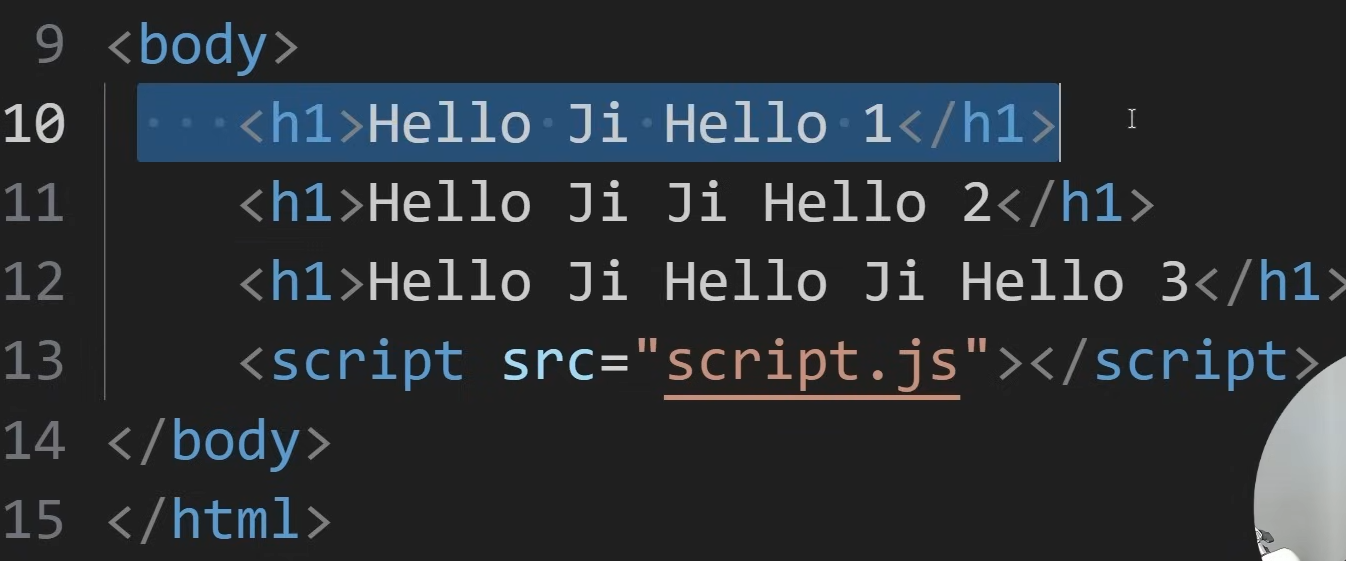 9 <body>
10 <h1>Hello Ji Hello 1</h1>
11 <h1>Hello Ji Ji Hello 2</h1>
12 <h1>Hello Ji Hello Ji Hello 3</h1>
13 <script src="script.js"></script>
14 </body>
15 </html>